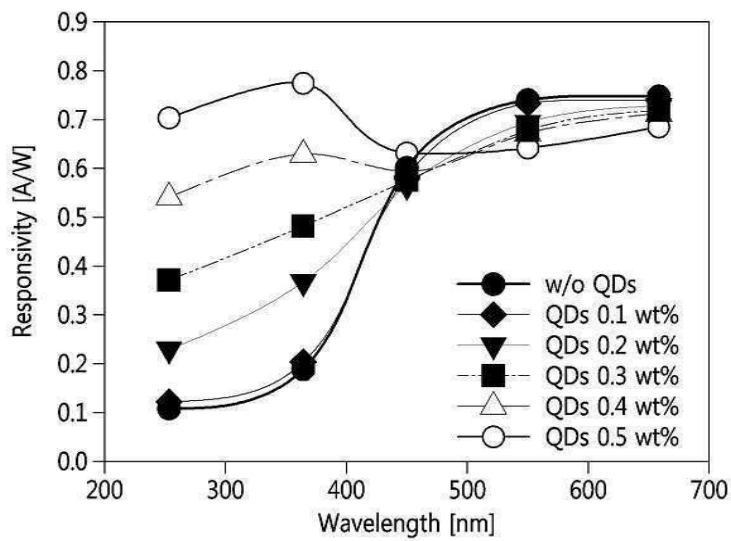 Responsivity [A/W]
0.9
0.8
0.7
0.6
0.5
0.4
0.3
0.2
0.1
0.0
w/o QDs
QDs 0.1 wt%
QDs 0.2 wt%
QDs 0.3 wt%
QDs 0.4 wt%
QDs 0.5 wt%
200 300 400 500 600 700
Wavelength [nm]